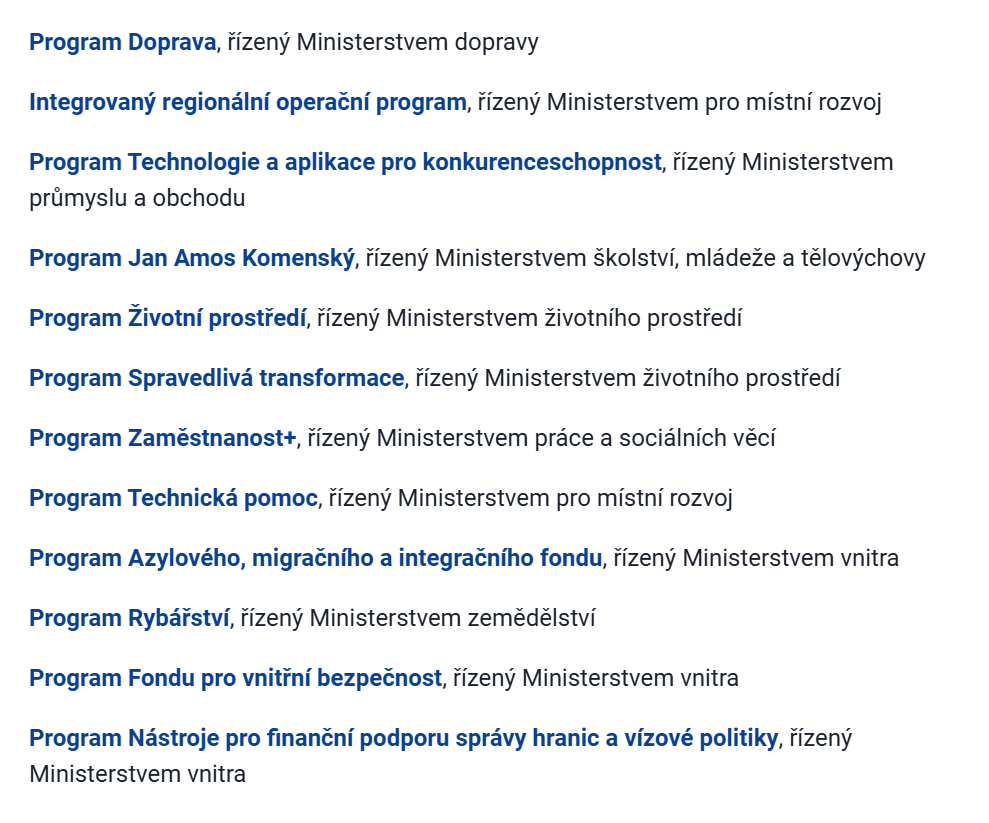 Program Doprava, řízený Ministerstvem dopravy
Integrovaný regionální operační program, řízený Ministerstvem pro místní rozvoj
Program Technologie a aplikace pro konkurenceschopnost, řízený Ministerstvem
průmyslu a obchodu
Program Jan Amos Komenský, řízený Ministerstvem školství, mládeže a tělovýchovy
Program Životní prostředí, řízený Ministerstvem životního prostředí
Program Spravedlivá transformace, řízený Ministerstvem životního prostředí
Program Zaměstnanost+, řízený Ministerstvem práce a sociálních věcí
Program Technická pomoc, řízený Ministerstvem pro místní rozvoj
Program Azylového, migračního a integračního fondu, řízený Ministerstvem vnitra
Program Rybářství, řízený Ministerstvem zemědělství
Program Fondu pro vnitřní bezpečnost, řízený Ministerstvem vnitra
Program Nástroje pro finanční podporu správy hranic a vízové politiky, řízený
Ministerstvem vnitra